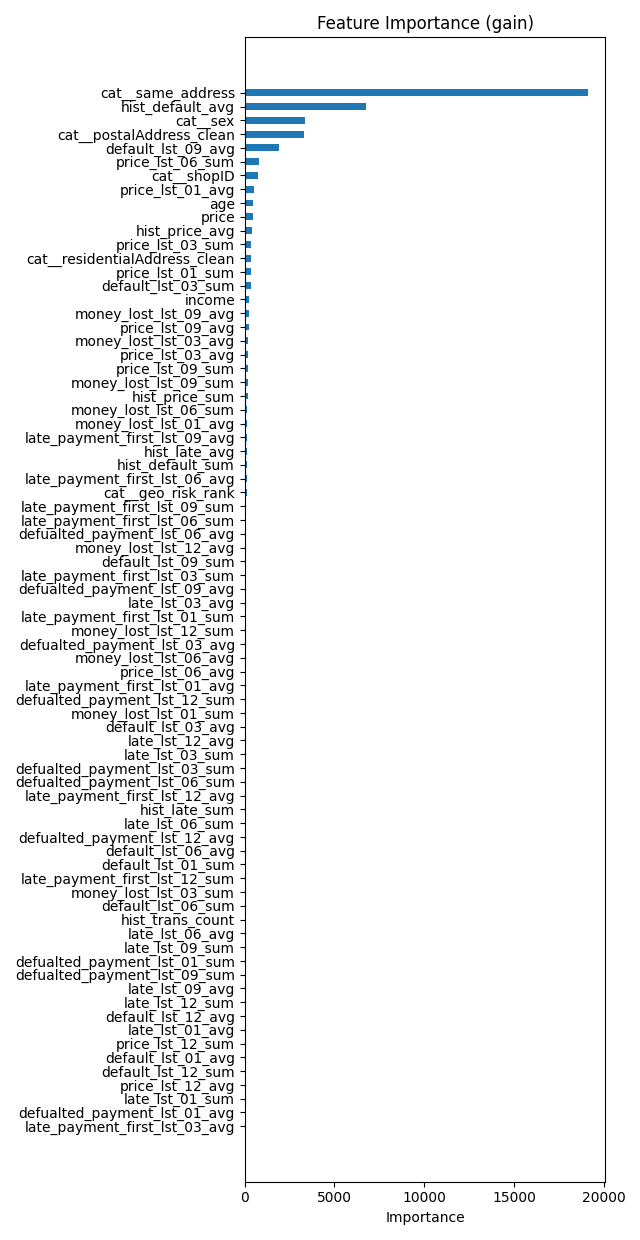 Feature Importance (gain)
cat__same_address
hist_default_avg
cat__sex
cat__postalAddress_clean
default_lst_09_avg
price_lst_06_sum
cat__shopID
price_lst_01_avg
age
price
hist_price_avg
price_lst_03_sum
cat__residentialAddress_clean
price_lst_01_sum
default_lst_03_sum
income
money_lost_lst_09_avg
price_lst_09_avg
money_lost_lst_03_avg
price_lst_03_avg
price_lst_09_sum
money_lost_lst_09_sum
hist_price_sum
money_lost_lst_06_sum
money_lost_lst_01_avg
late_payment_first_lst_09_avg
hist_late_avg
hist_default_sum
late_payment_first_lst_06_avg
cat__geo_risk_rank
late_payment_first_lst_09_sum
late_payment_first_lst_06_sum
defualted_payment_lst_06_avg
money_lost_lst_12_avg
default_lst_09_sum
late_payment_first_lst_03_sum
defualted_payment_lst_09_avg
late_lst_03_avg
late_payment_first_lst_01_sum
money_lost_lst_12_sum
defualted_payment_lst_03_avg
money_lost_lst_06_avg
price_lst_06_avg
late_payment_first_lst_01_avg
defualted_payment_lst_12_sum
money_lost_lst_01_sum
default_lst_03_avg
late_lst_12_avg
late_lst_03_sum
defualted_payment_lst_03_sum
defualted_payment_lst_06_sum
late_payment_first_lst_12_avg
hist_late_sum
late_lst_06_sum
defualted_payment_lst_12_avg
default_lst_06_avg
default_lst_01_sum
late_payment_first_lst_12_sum
money_lost_lst_03_sum
default_lst_06_sum
hist_trans_count
late_lst_06_avg
late_lst_09_sum
defualted_payment_lst_01_sum
defualted_payment_lst_09_sum
late_lst_09_avg
late_lst_12_sum
default_lst_12_avg
late_lst_01_avg
price_lst_12_sum
default_lst_01_avg
default_lst_12_sum
price_lst_12_avg
late_lst_01_sum
defualted_payment_lst_01_avg
late_payment_first_lst_03_avg
0 5000 10000 15000 20000
Importance